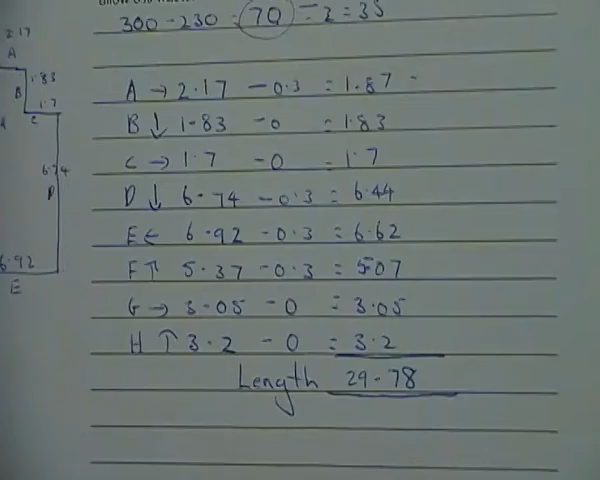 300-230 = 70 ÷ 2 = 35
2.17
A
A → 2.17 - 0.3 = 1.87 -
1.83
B
B ↓ 1.83 - 0 = 1.83
1.7
C
C → 1.7 - 0 = 1.7
6.74
D
D ↓ 6.74 - 0.3 = 6.44
E ← 6.92 - 0.3 = 6.62
6.92
E
F ↑ 5.37 - 0.3 = 5.07
G → 3.05 - 0 = 3.05
H ↑ 3.2 - 0 = 3.2
Length 29-78